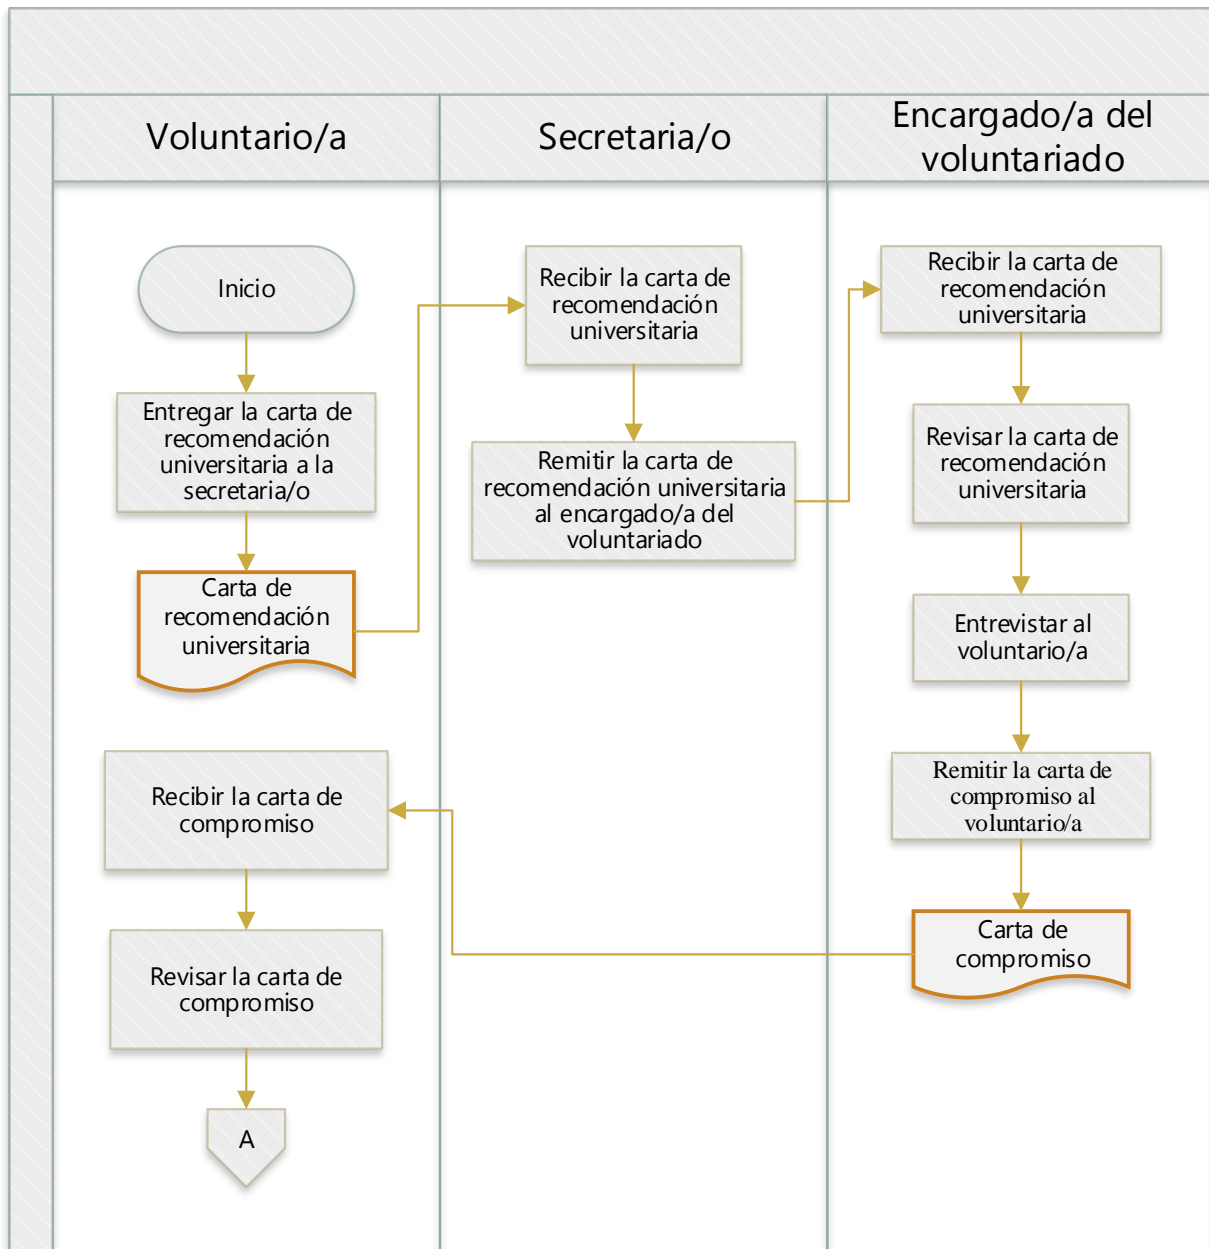 Voluntario/a
Secretaria/o
Encargado/a del
voluntariado
Inicio
Entregar la carta de
recomendación
universitaria a la
secretaria/o
Carta de
recomendación
universitaria
Recibir la carta de
compromiso
Revisar la carta de
compromiso
A
Recibir la carta de
recomendación
universitaria
Remitir la carta de
recomendación universitaria
al encargado/a del
voluntariado
Recibir la carta de
recomendación
universitaria
Revisar la carta de
recomendación
universitaria
Entrevistar al
voluntario/a
Remitir la carta de
compromiso al
voluntario/a
Carta de
compromiso